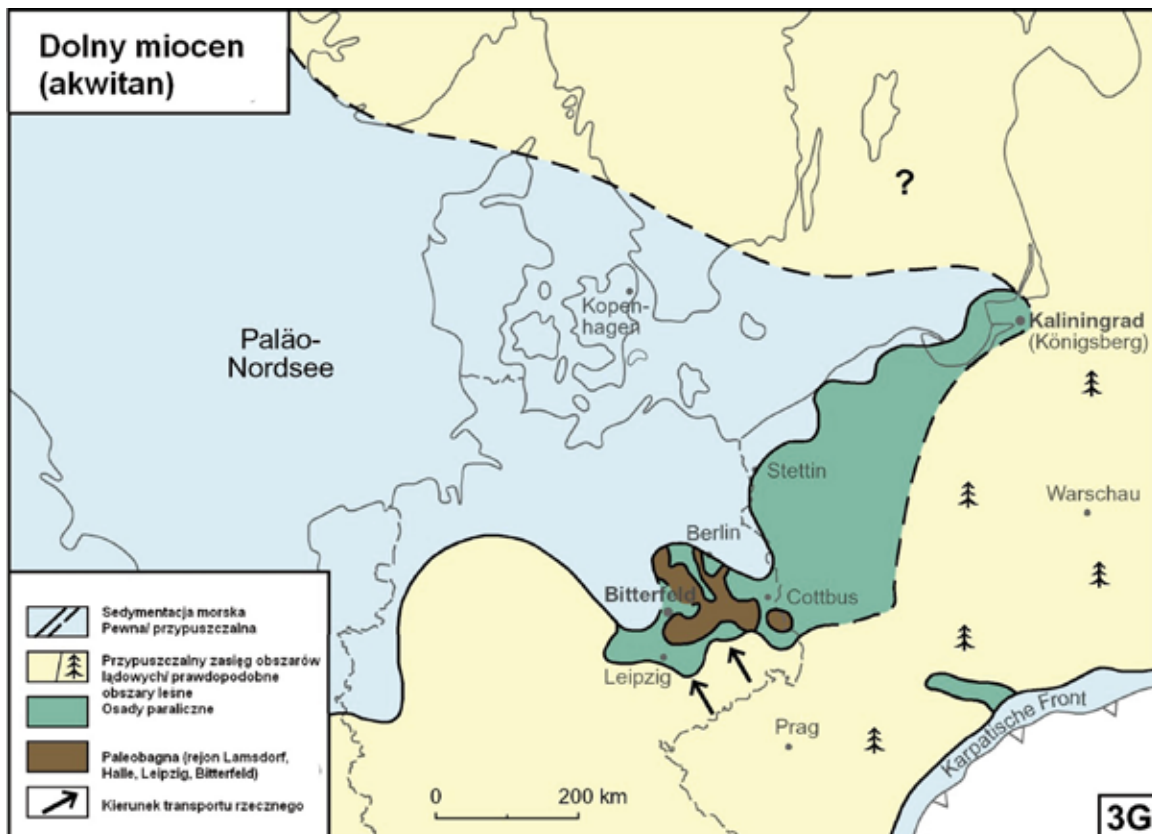 Dolny miocen
(akwitan)
?
Kopen-
hagen
Paläo-
Nordsee
Kaliningrad
(Königsberg)
Stettin
Warschau
Berlin
Bitterfeld
Cottbus
Leipzig
Prag
Karpatische Front
Sedymentacja morska
Pewna/ przypuszczalna
Przypuszczalny zasięg obszarów
lądowych/ prawdopodobne
obszary leśne
Osady paraliczne
Paleobagna (rejon Lamsdorf,
Halle, Leipzig, Bitterfeld)
Kierunek transportu rzecznego
0 200 km
3G